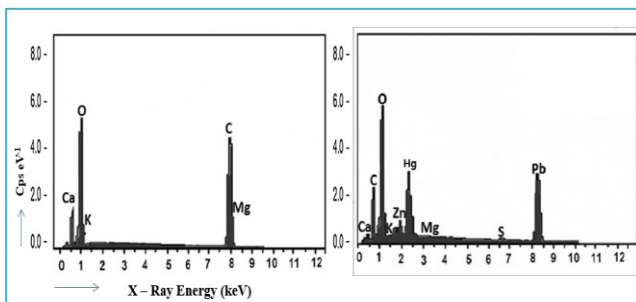 8.0-
6.0-
4.0-
2.0-
0.0-
Cps eV-1
Ca
O
K
C
Mg
0 1 2 3 4 5 6 7 8 9 10 11 12
8.0-
6.0-
4.0-
2.0-
0.0-
Ca
C
O
K
Zn
Hg
Mg
S
Pb
0 1 2 3 4 5 6 7 8 9 10 11 12
X – Ray Energy (keV)